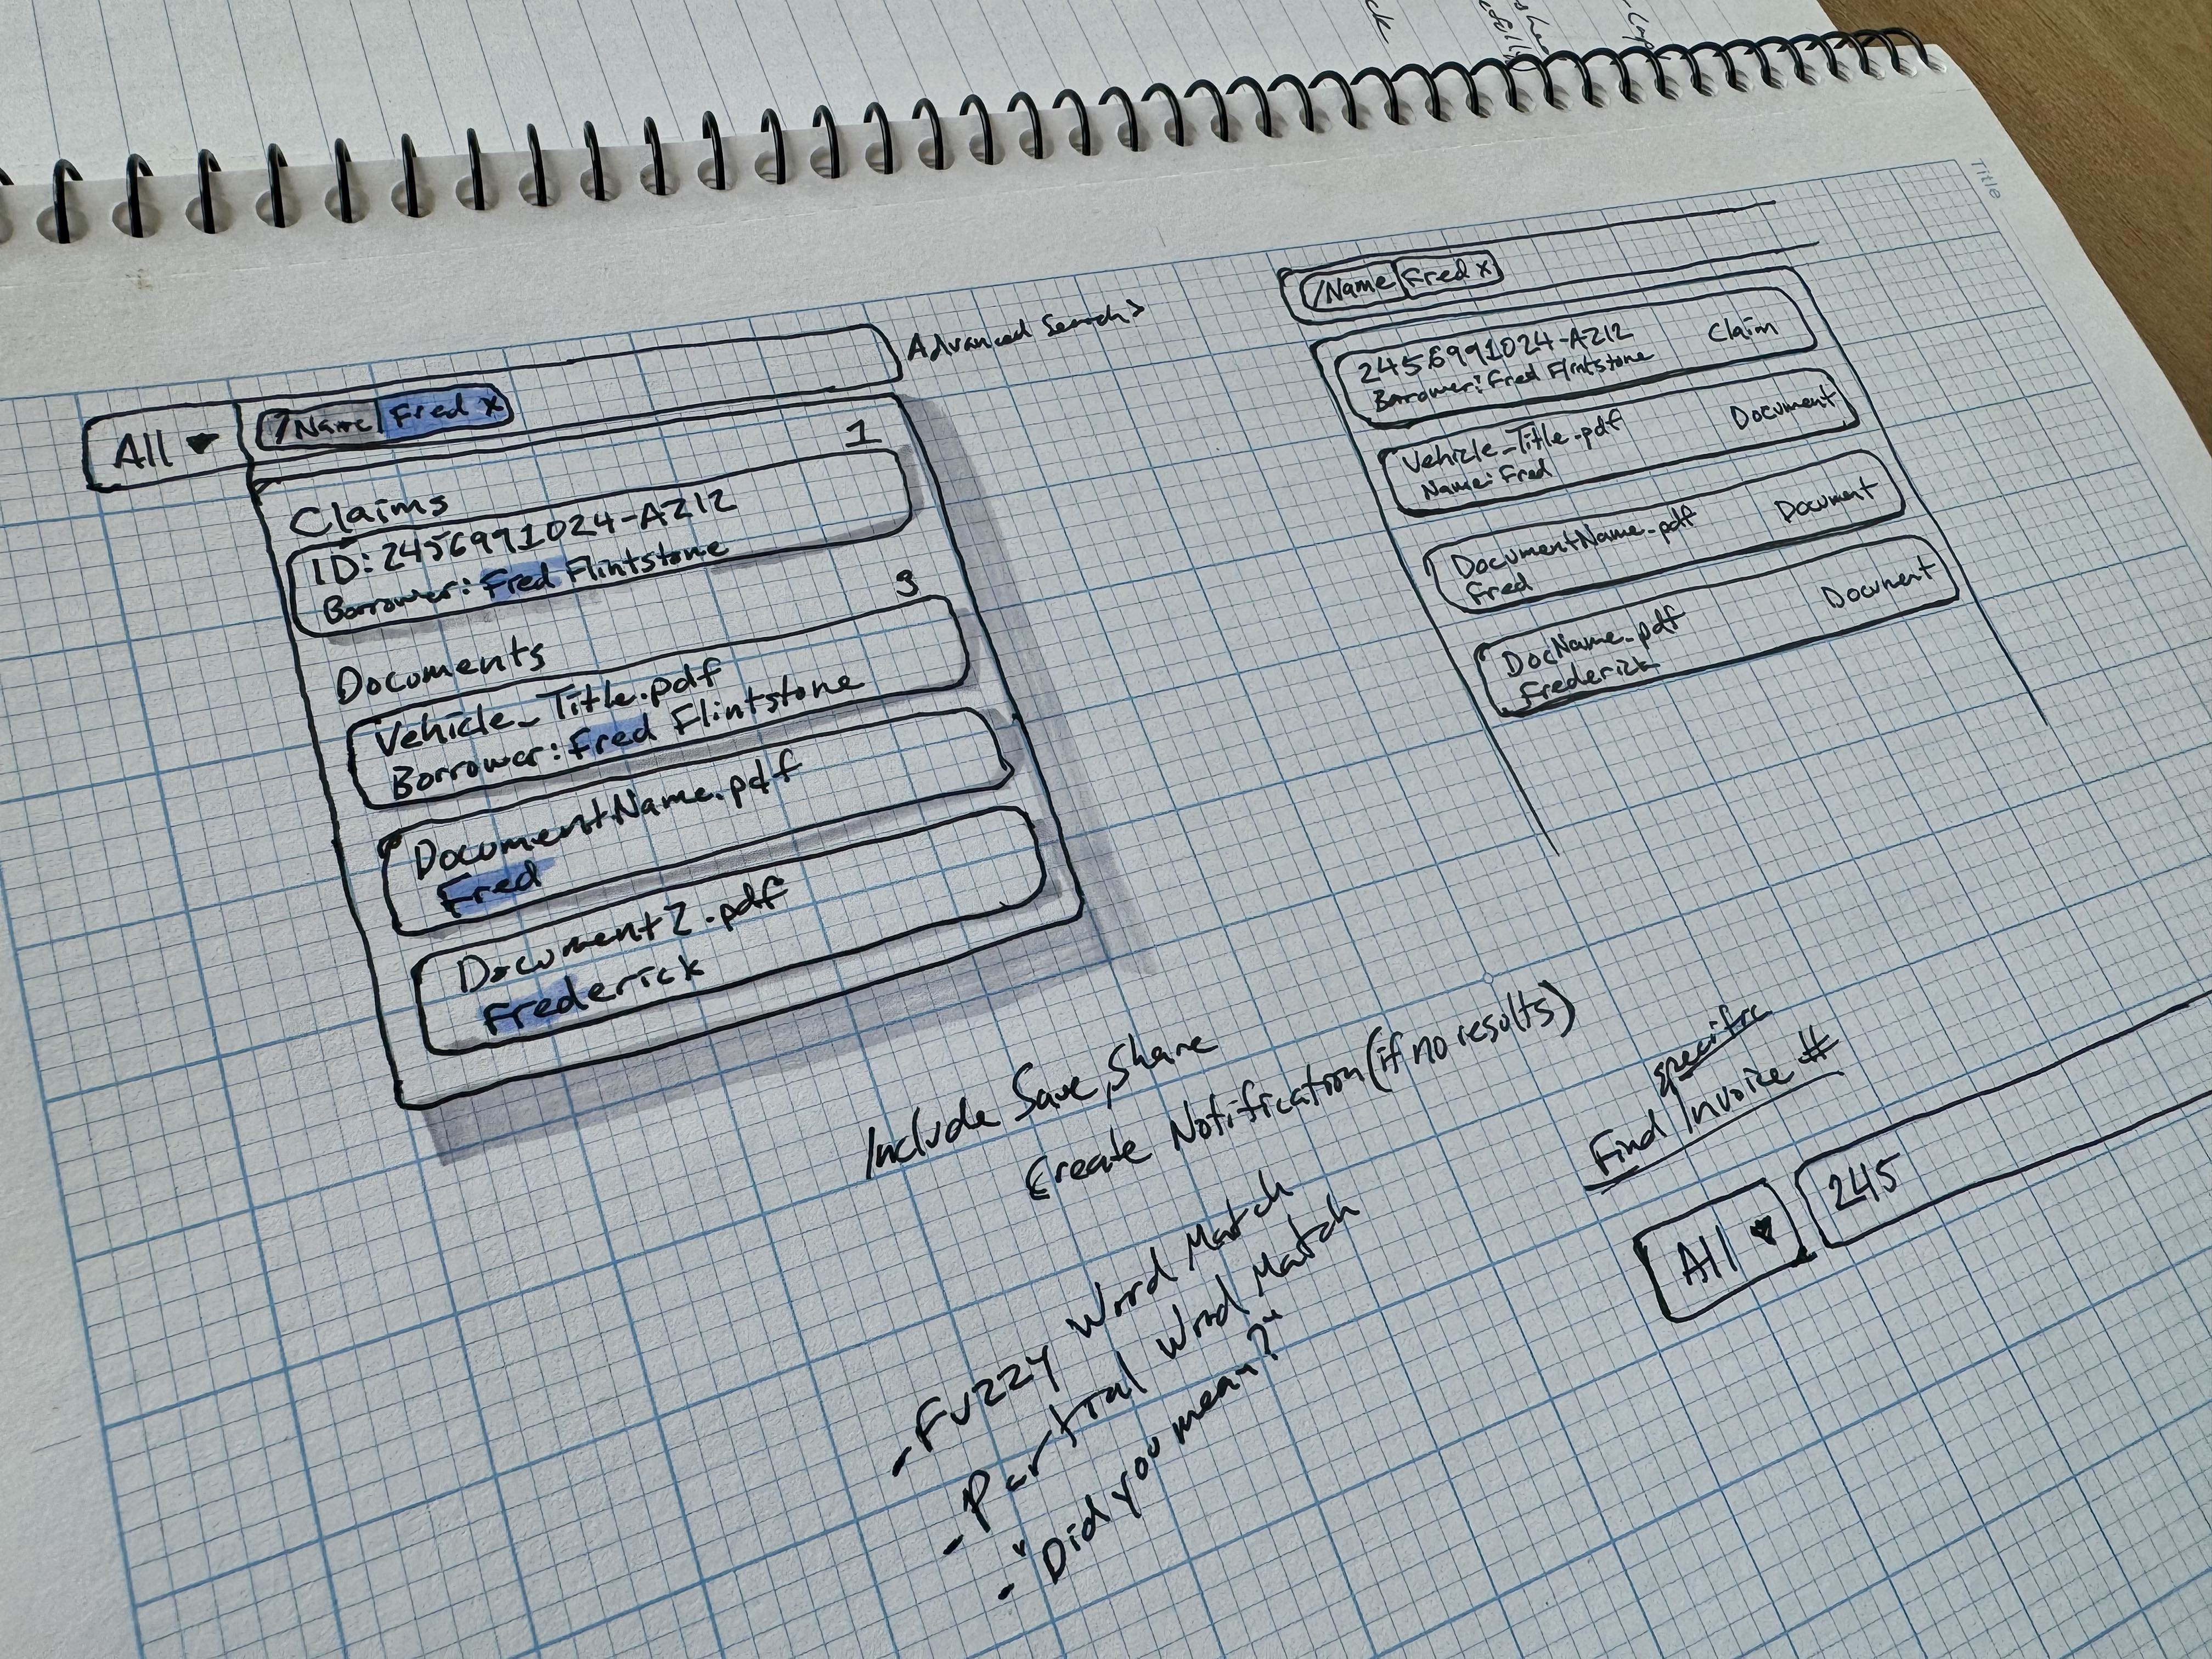 Title
All ▾
/Name Fred x
Advanced Search >
Claims 1
ID: 2456991024-AZ12
Borrower: Fred Flintstone
Documents 3
Vehicle_Title.pdf
Borrower: Fred Flintstone
DocumentName.pdf
Fred
Document2.pdf
Frederick
/Name Fred x
2456991024-AZ12 Claim
Borrower: Fred Flintstone
Vehicle_Title.pdf Document
Name: Fred
DocumentName.pdf Document
Fred
DocName.pdf Document
Frederick
Include Save, Share
Create Notification (if no results)
- Fuzzy Word Match
- Partial Word Match
- "Did you mean?"
specific
Find Invoice #
All ▾ 245